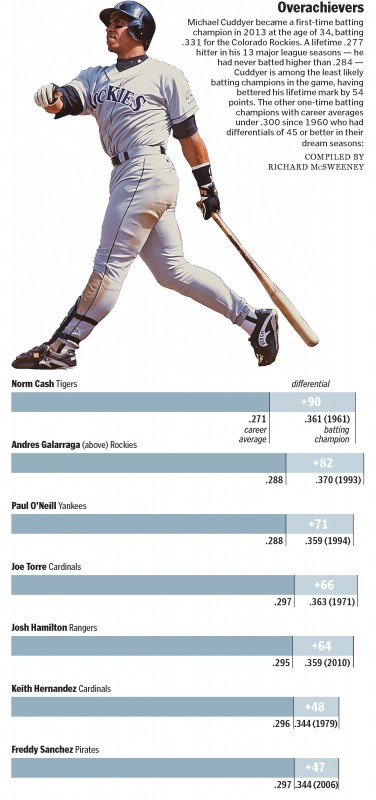 Overachievers
Michael Cuddyer became a first-time batting
champion in 2013 at the age of 34, batting
.331 for the Colorado Rockies. A lifetime .277
hitter in his 13 major league seasons — he
had never batted higher than .284 —
Cuddyer is among the least likely
batting champions in the game, having
bettered his lifetime mark by 54
points. The other one-time batting
champions with career averages
under .300 since 1960 who had
differentials of 45 or better in their
dream seasons:
COMPILED BY
RICHARD McSWEENEY
ROCKIES
Norm Cash Tigers
differential
+90
.271 .361 (1961)
career batting
average champion
Andres Galarraga (above) Rockies
+82
.288 .370 (1993)
Paul O'Neill Yankees
+71
.288 .359 (1994)
Joe Torre Cardinals
+66
.297 .363 (1971)
Josh Hamilton Rangers
+64
.295 .359 (2010)
Keith Hernandez Cardinals
+48
.296 .344 (1979)
Freddy Sanchez Pirates
+47
.297 .344 (2006)